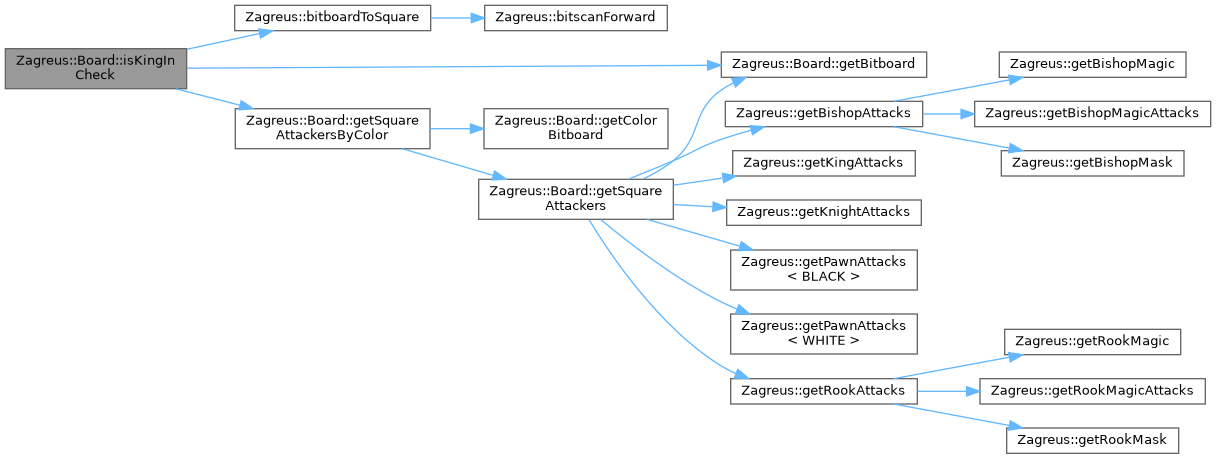 Zagreus::Board::isKingIn
Check
Zagreus::bitboardToSquare
Zagreus::bitscanForward
Zagreus::Board::getBitboard
Zagreus::Board::getSquare
AttackersByColor
Zagreus::Board::getColor
Bitboard
Zagreus::Board::getSquare
Attackers
Zagreus::getBishopAttacks
Zagreus::getBishopMagic
Zagreus::getBishopMagicAttacks
Zagreus::getBishopMask
Zagreus::getKingAttacks
Zagreus::getKnightAttacks
Zagreus::getPawnAttacks
< BLACK >
Zagreus::getPawnAttacks
< WHITE >
Zagreus::getRookAttacks
Zagreus::getRookMagic
Zagreus::getRookMagicAttacks
Zagreus::getRookMask